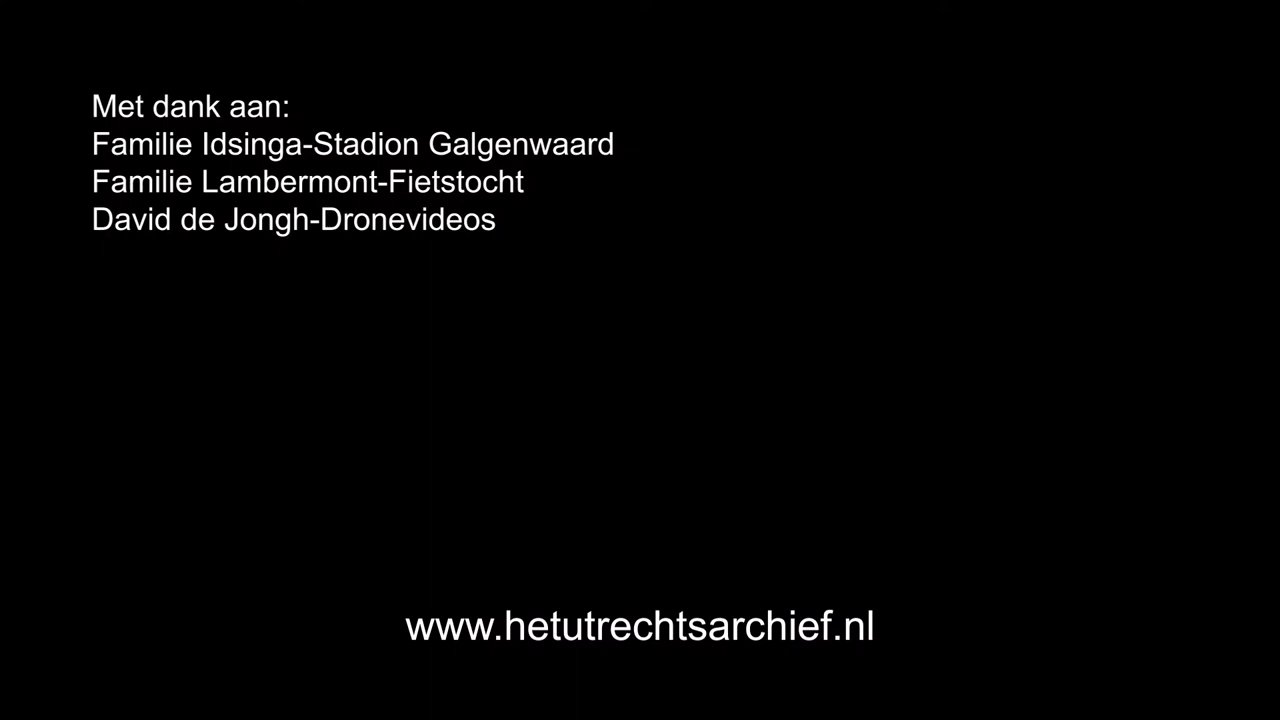 Met dank aan:
Familie Idsinga-Stadion Galgenwaard
Familie Lambermont-Fietstocht
David de Jongh-Dronevideos
www.hetutrechtsarchief.nl